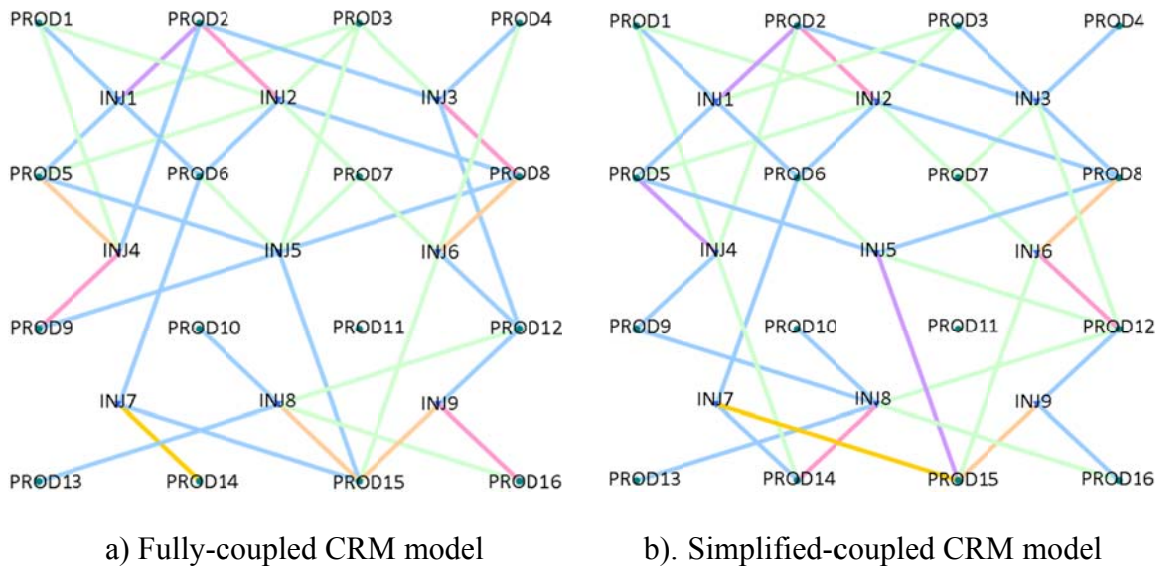 PROD1 PROD2 PROD3 PROD4 PROD1 PROD2 PROD3 PROD4
INJ1 INJ2 INJ3 INJ1 INJ2 INJ3
PROD5 PROD6 PROD7 PROD8 PROD5 PROD6 PROD7 PROD8
INJ4 INJ5 INJ6 INJ4 INJ5 INJ6
PROD9 PROD10 PROD11 PROD12 PROD9 PROD10 PROD11 PROD12
INJ7 INJ8 INJ9 INJ7 INJ8 INJ9
PROD13 PROD14 PROD15 PROD16 PROD13 PROD14 PROD15 PROD16
a) Fully-coupled CRM model b). Simplified-coupled CRM model